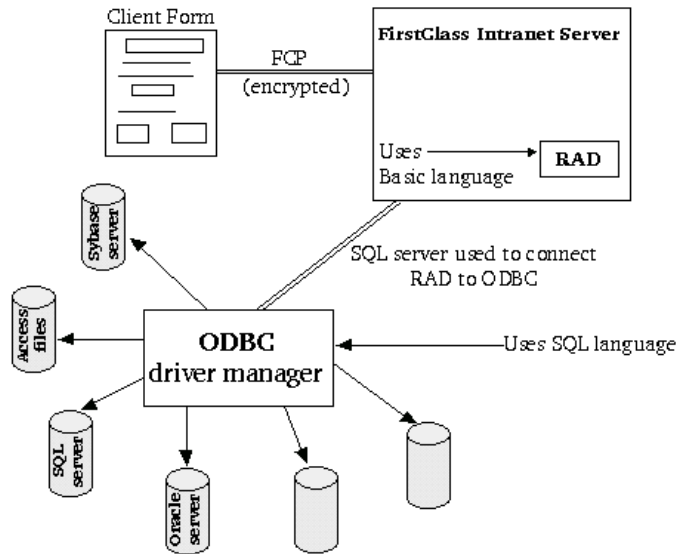 Client Form
FirstClass Intranet Server
FCP
(encrypted)
Uses
Basic language
RAD
Sybase
server
SQL server used to connect
RAD to ODBC
Access
files
ODBC
driver manager
Uses SQL language
SQL
server
Oracle
server